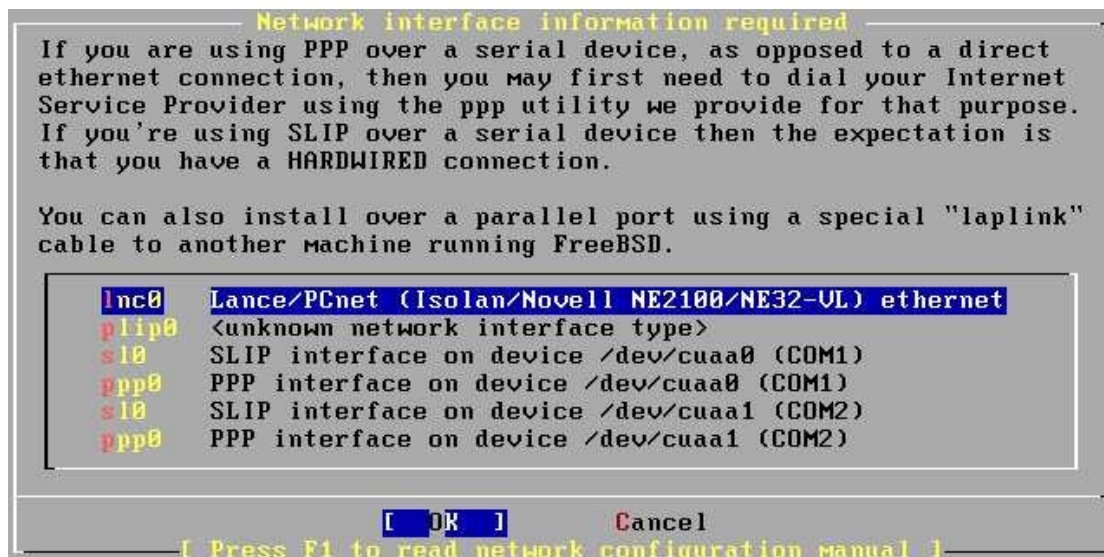 Network interface information required
If you are using PPP over a serial device, as opposed to a direct
ethernet connection, then you may first need to dial your Internet
Service Provider using the ppp utility we provide for that purpose.
If you're using SLIP over a serial device then the expectation is
that you have a HARDWIRED connection.
You can also install over a parallel port using a special "laplink"
cable to another machine running FreeBSD.
lnc0 Lance/PCnet (Isolan/Novell NE2100/NE32-VL) ethernet
plip0 <unknown network interface type>
sl0 SLIP interface on device /dev/cuaa0 (COM1)
ppp0 PPP interface on device /dev/cuaa0 (COM1)
sl0 SLIP interface on device /dev/cuaa1 (COM2)
ppp0 PPP interface on device /dev/cuaa1 (COM2)
[ OK ] Cancel
[ Press F1 to read network configuration manual ]